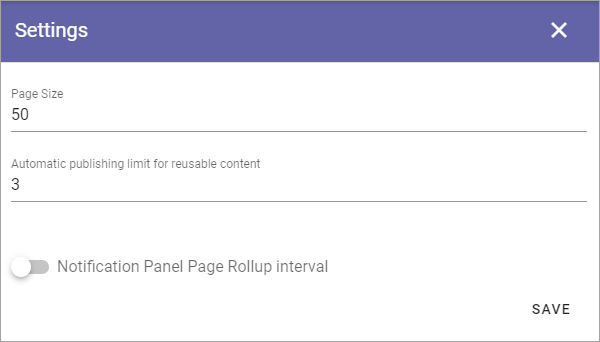 Settings
Page Size
50
Automatic publishing limit for reusable content
3
Notification Panel Page Rollup interval
SAVE